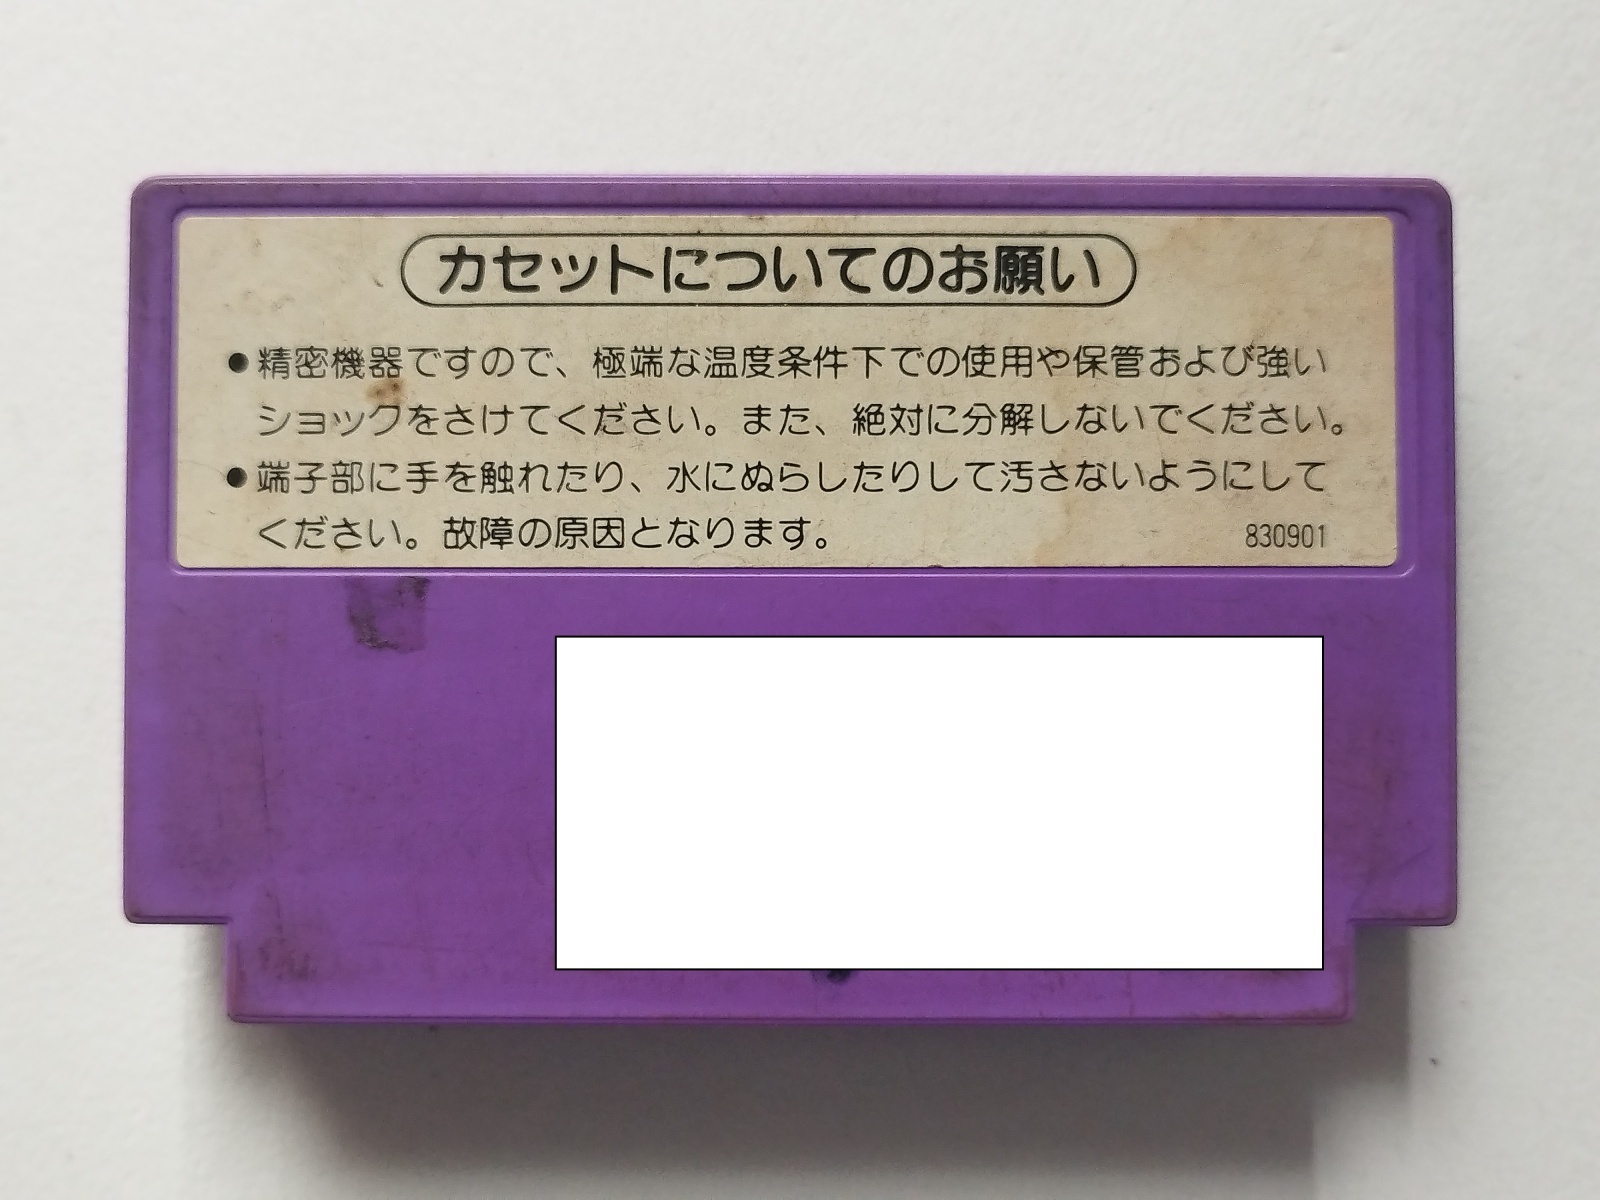 カセットについてのお願い
●精密機器ですので、極端な温度条件下での使用や保管および強い
ショックをさけてください。また、絶対に分解しないでください。
●端子部に手を触れたり、水にぬらしたりして汚さないようにして
ください。故障の原因となります。
830901